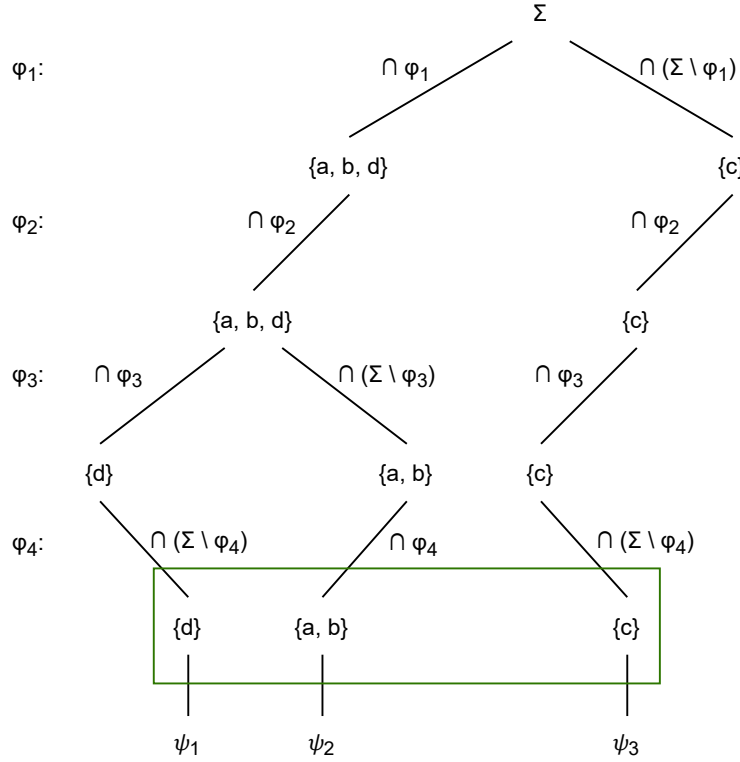 Σ
φ1: ∩ φ1 ∩ (Σ \ φ1)
{a, b, d} {c}
φ2: ∩ φ2 ∩ φ2
{a, b, d} {c}
φ3: ∩ φ3 ∩ (Σ \ φ3) ∩ φ3
{d} {a, b} {c}
φ4: ∩ (Σ \ φ4) ∩ φ4 ∩ (Σ \ φ4)
{d} {a, b} {c}
ψ1 ψ2 ψ3